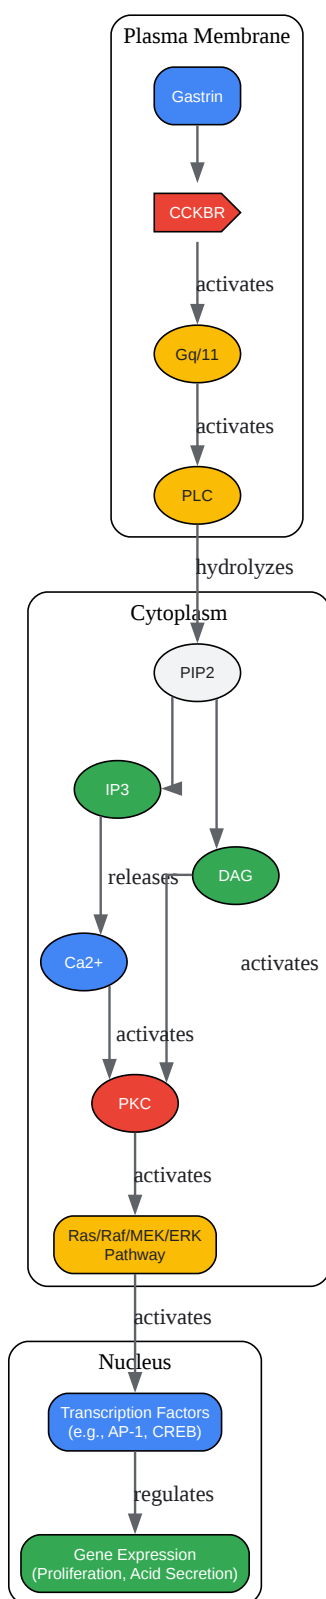 Plasma Membrane
Gastrin
CCKBR
activates
Gq/11
activates
PLC
hydrolyzes
Cytoplasm
PIP2
IP3
releases
DAG
Ca2+
activates
activates
PKC
activates
Ras/Raf/MEK/ERK
Pathway
activates
Nucleus
Transcription Factors
(e.g., AP-1, CREB)
regulates
Gene Expression
(Proliferation, Acid Secretion)